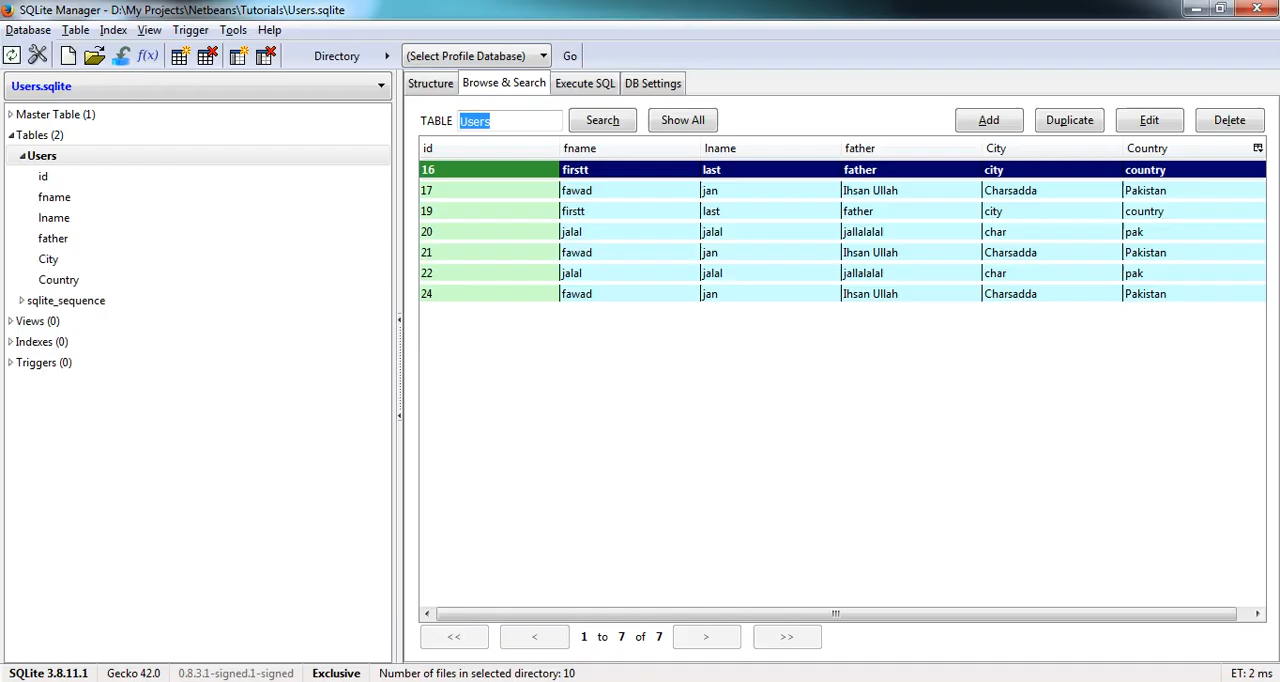 SQLite Manager - D:\My Projects\Netbeans\Tutorials\Users.sqlite
Database Table Index View Trigger Tools Help
f(x) Directory (Select Profile Database) Go
Users.sqlite
Master Table (1)
Tables (2)
Users
id
fname
lname
father
City
Country
sqlite_sequence
Views (0)
Indexes (0)
Triggers (0)
Structure Browse & Search Execute SQL DB Settings
TABLE Users Search Show All Add Duplicate Edit Delete
id fname lname father City Country
16 firstt last father city country
17 fawad jan Ihsan Ullah Charsadda Pakistan
19 firstt last father city country
20 jalal jalal jallalalal char pak
21 fawad jan Ihsan Ullah Charsadda Pakistan
22 jalal jalal jallalalal char pak
24 fawad jan Ihsan Ullah Charsadda Pakistan
<< < 1 to 7 of 7 > >>
SQLite 3.8.11.1 Gecko 42.0 0.8.3.1-signed.1-signed Exclusive Number of files in selected directory: 10 ET: 2 ms